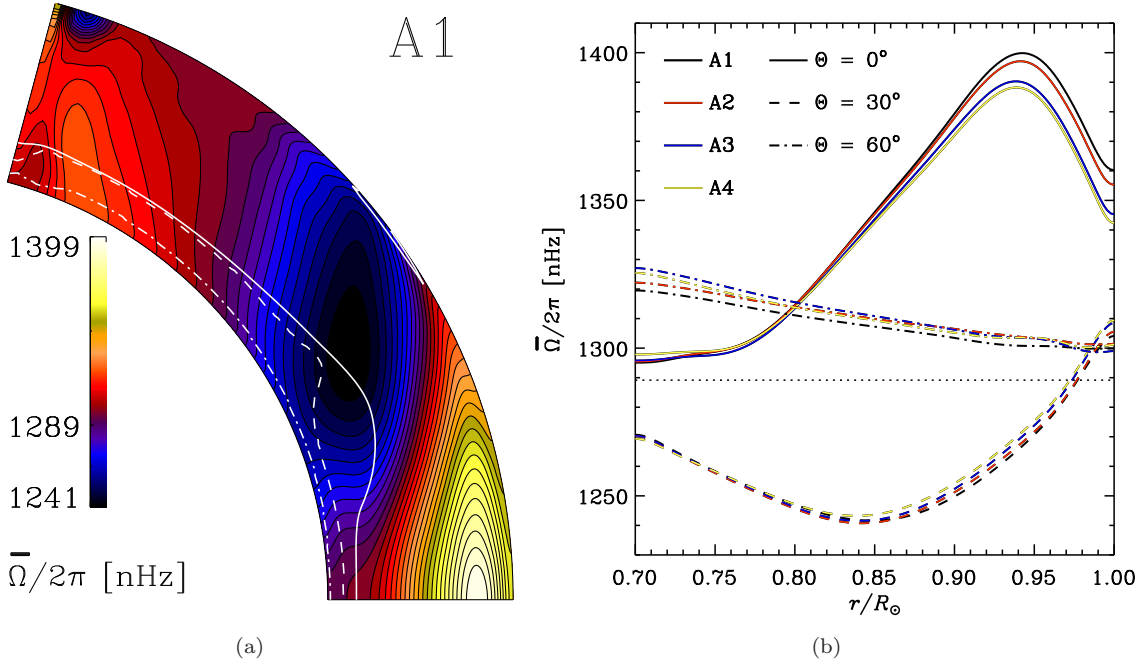 A1
1399
1289
1241
Ω̅/2π [nHz]
(a)
1400
1350
1300
1250
Ω̅/2π [nHz]
A1 Θ = 0°
A2 Θ = 30°
A3 Θ = 60°
A4
0.70 0.75 0.80 0.85 0.90 0.95 1.00
r/R☉
(b)